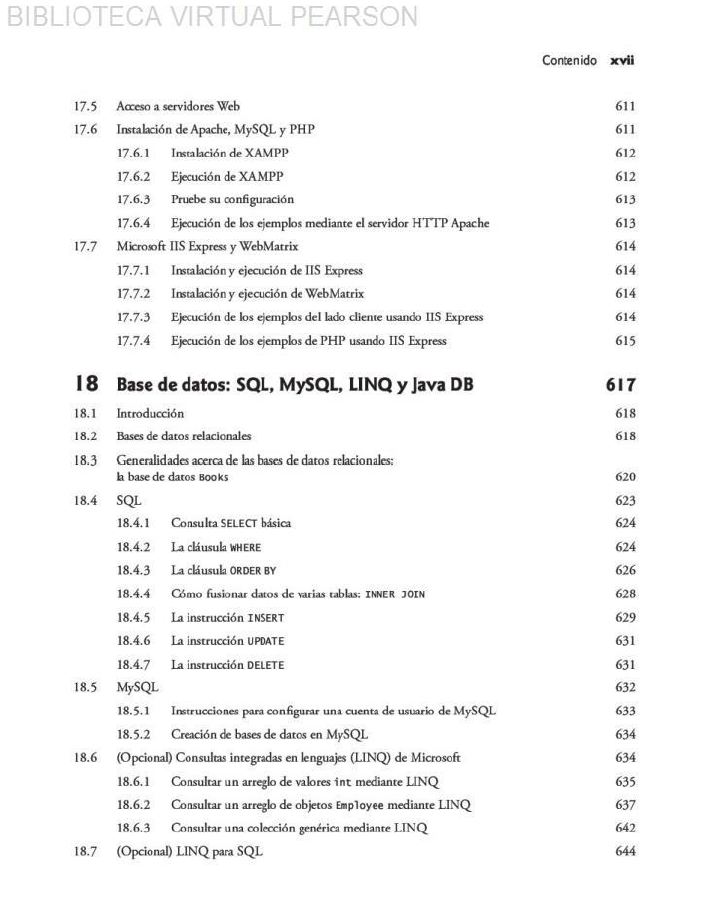 BIBLIOTECA VIRTUAL PEARSON
Contenido xvii
17.5 Acceso a servidores Web 611
17.6 Instalación de Apache, MySQL y PHP 611
17.6.1 Instalación de XAMPP 612
17.6.2 Ejecución de XAMPP 612
17.6.3 Pruebe su configuración 613
17.6.4 Ejecución de los ejemplos mediante el servidor HTTP Apache 613
17.7 Microsoft IIS Express y WebMatrix 614
17.7.1 Instalación y ejecución de IIS Express 614
17.7.2 Instalación y ejecución de WebMatrix 614
17.7.3 Ejecución de los ejemplos del lado cliente usando IIS Express 614
17.7.4 Ejecución de los ejemplos de PHP usando IIS Express 615
18 Base de datos: SQL, MySQL, LINQ y Java DB 617
18.1 Introducción 618
18.2 Bases de datos relacionales 618
18.3 Generalidades acerca de las bases de datos relacionales:
la base de datos Books 620
18.4 SQL 623
18.4.1 Consulta SELECT básica 624
18.4.2 La cláusula WHERE 624
18.4.3 La cláusula ORDER BY 626
18.4.4 Cómo fusionar datos de varias tablas: INNER JOIN 628
18.4.5 La instrucción INSERT 629
18.4.6 La instrucción UPDATE 631
18.4.7 La instrucción DELETE 631
18.5 MySQL 632
18.5.1 Instrucciones para configurar una cuenta de usuario de MySQL 633
18.5.2 Creación de bases de datos en MySQL 634
18.6 (Opcional) Consultas integradas en lenguajes (LINQ) de Microsoft 634
18.6.1 Consultar un arreglo de valores int mediante LINQ 635
18.6.2 Consultar un arreglo de objetos Employee mediante LINQ 637
18.6.3 Consultar una colección genérica mediante LINQ 642
18.7 (Opcional) LINQ para SQL 644